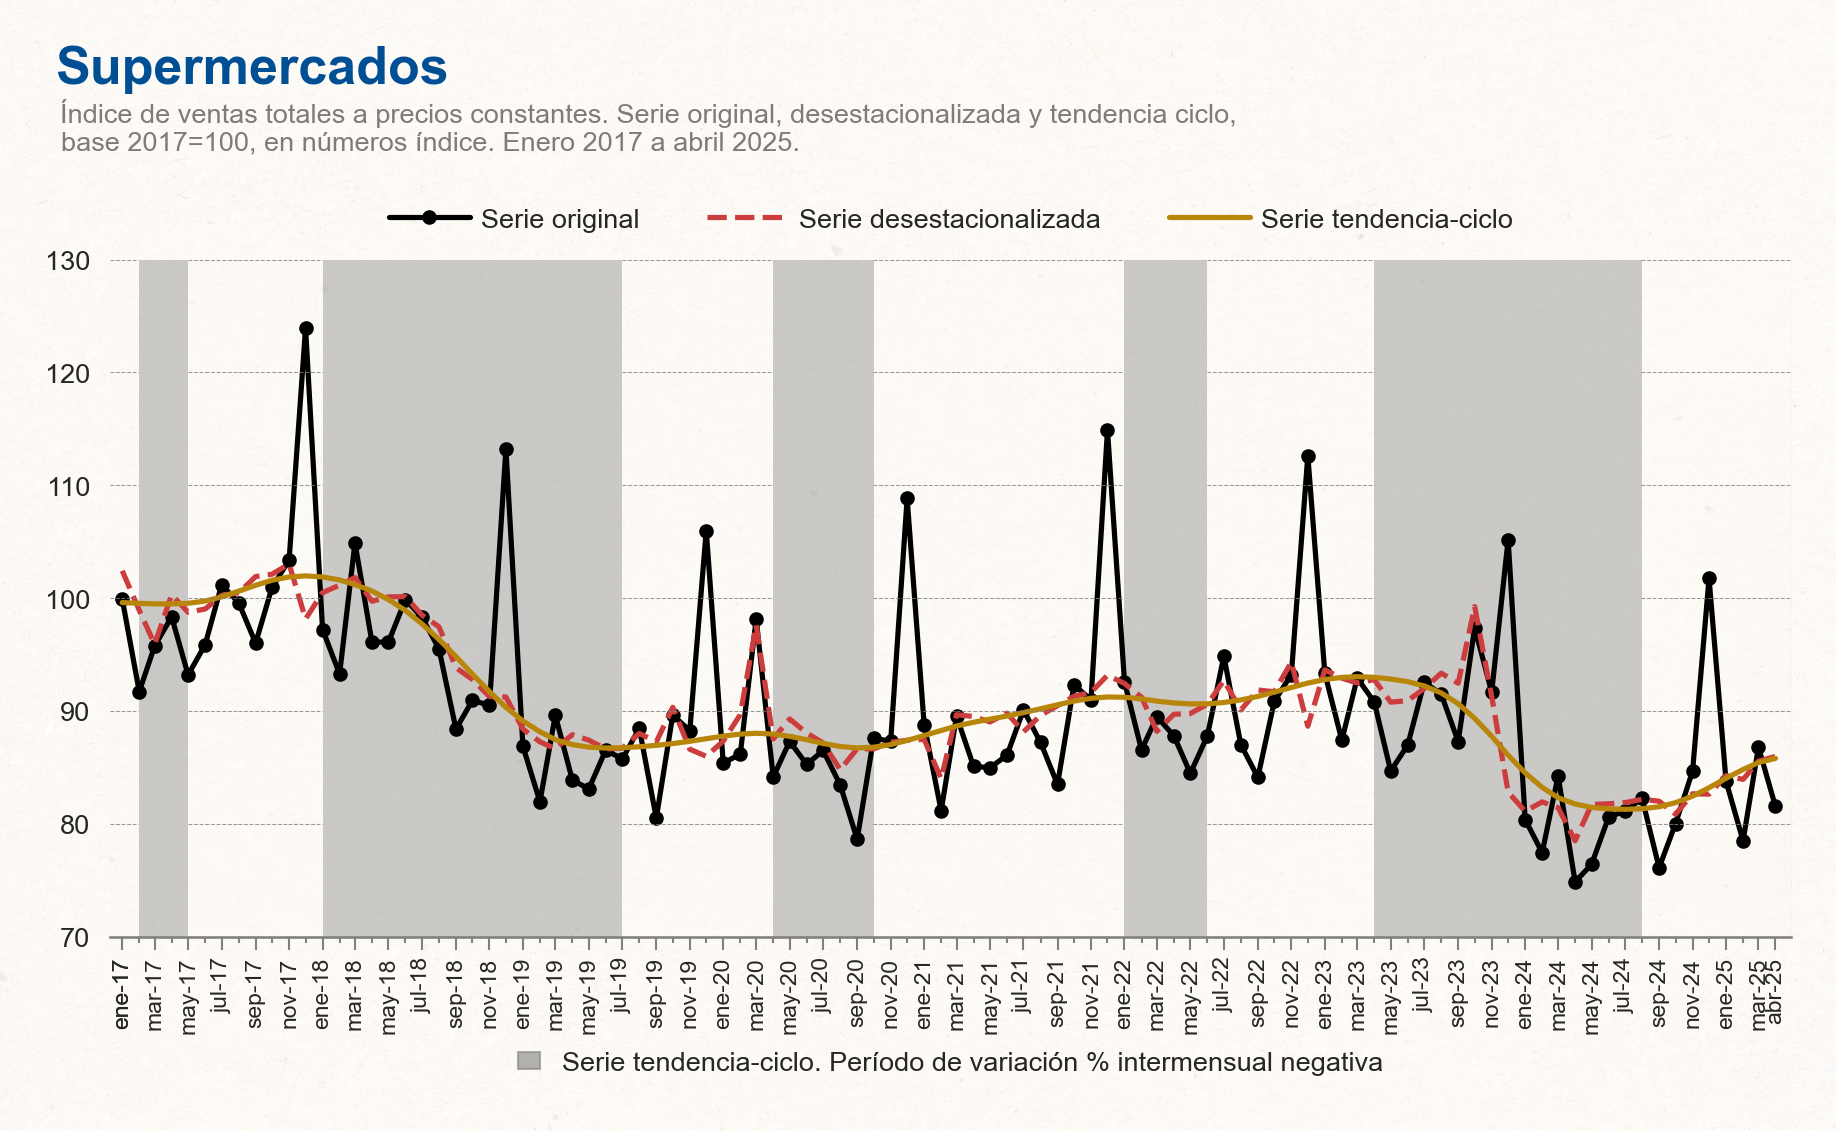 Supermercados
Índice de ventas totales a precios constantes. Serie original, desestacionalizada y tendencia ciclo,
base 2017=100, en números índice. Enero 2017 a abril 2025.
Serie original
Serie desestacionalizada
Serie tendencia-ciclo
130
120
110
100
90
80
70
ene-17
mar-17
may-17
jul-17
sep-17
nov-17
ene-18
mar-18
may-18
jul-18
sep-18
nov-18
ene-19
mar-19
may-19
jul-19
sep-19
nov-19
ene-20
mar-20
may-20
jul-20
sep-20
nov-20
ene-21
mar-21
may-21
jul-21
sep-21
nov-21
ene-22
mar-22
may-22
jul-22
sep-22
nov-22
ene-23
mar-23
may-23
jul-23
sep-23
nov-23
ene-24
mar-24
may-24
jul-24
sep-24
nov-24
ene-25
mar-25
abr-25
Serie tendencia-ciclo. Período de variación % intermensual negativa